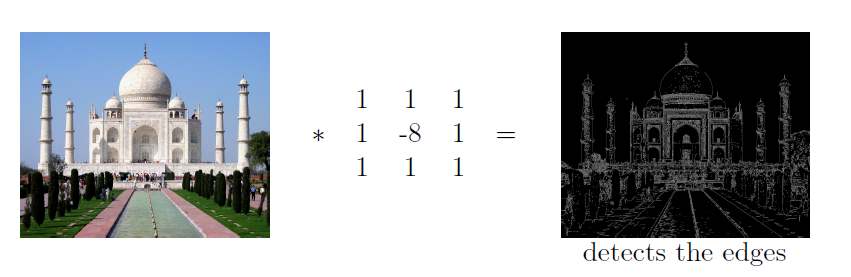 1 1 1
* 1 -8 1 =
1 1 1
detects the edges